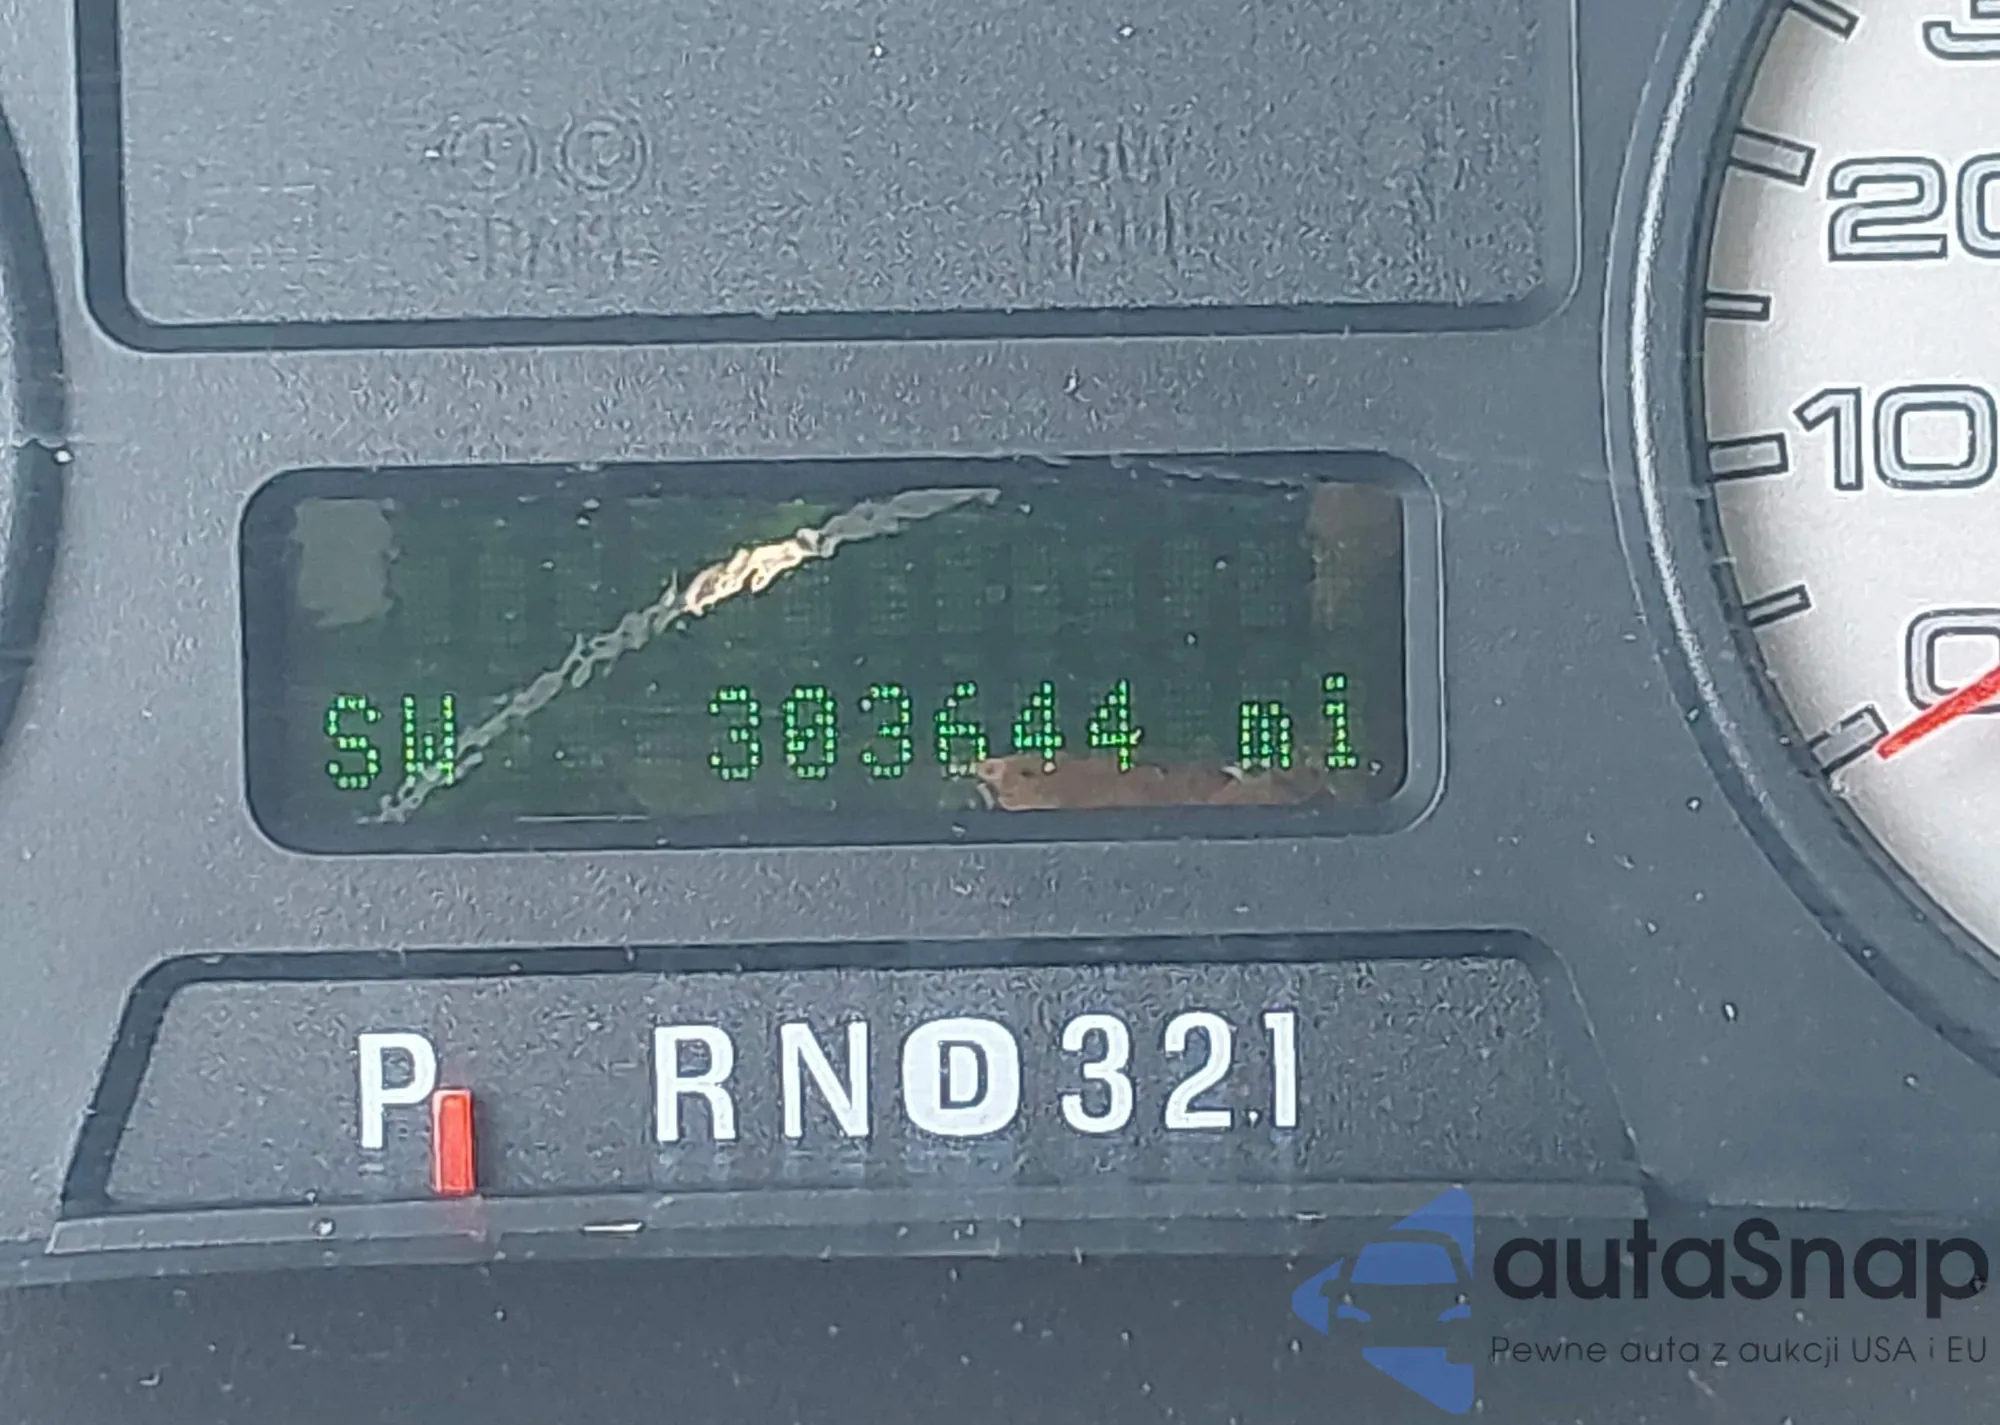 20
10
0
SW 303644 mi
P RND321
autaSnap
Pewne auta z aukcji USA i EU